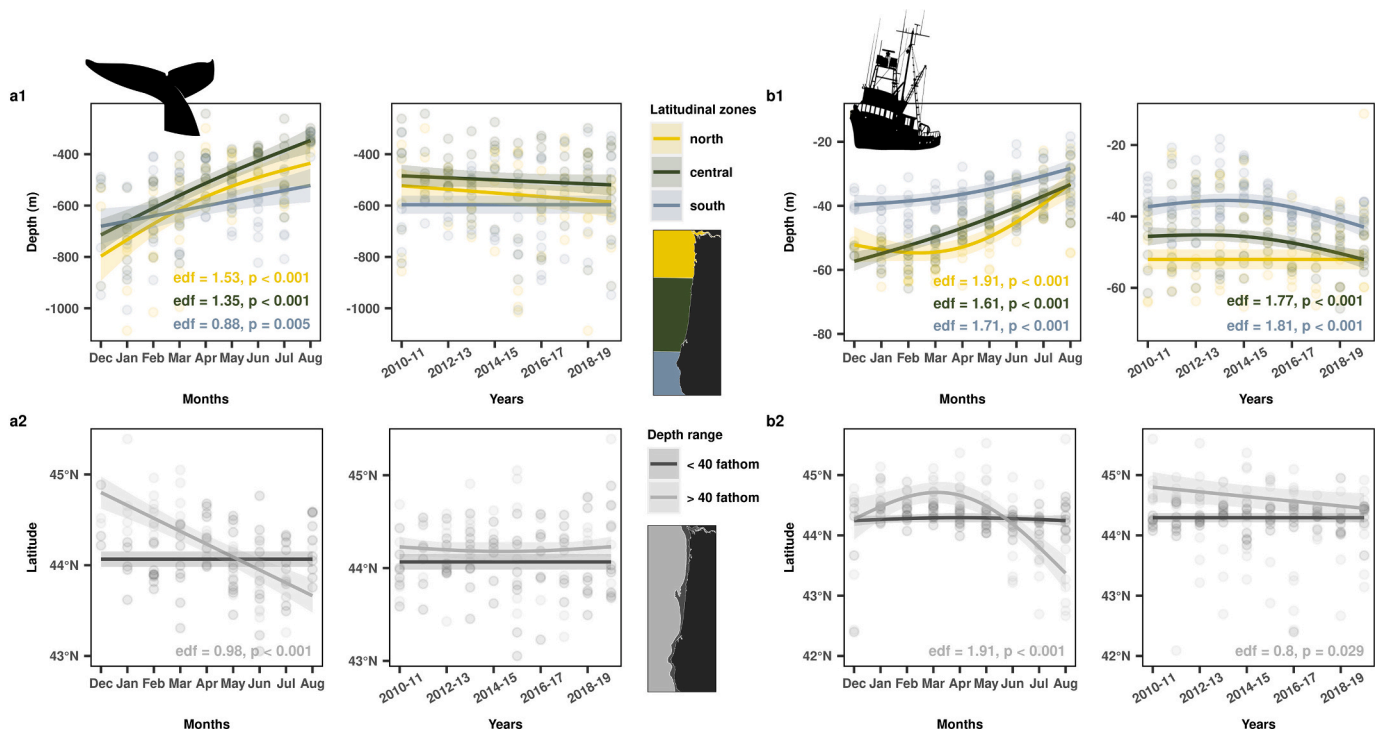 a1
-400
-600
-800
-1000
Depth (m)
edf = 1.53, p < 0.001
edf = 1.35, p < 0.001
edf = 0.88, p = 0.005
Dec Jan Feb Mar Apr May Jun Jul Aug
Months
-400
-600
-800
-1000
2010-11 2012-13 2014-15 2016-17 2018-19
Years
Latitudinal zones
north
central
south
b1
-20
-40
-60
-80
Depth (m)
edf = 1.91, p < 0.001
edf = 1.61, p < 0.001
edf = 1.71, p < 0.001
Dec Jan Feb Mar Apr May Jun Jul Aug
Months
-20
-40
-60
edf = 1.77, p < 0.001
edf = 1.81, p < 0.001
2010-11 2012-13 2014-15 2016-17 2018-19
Years
a2
45°N
44°N
43°N
Latitude
edf = 0.98, p < 0.001
Dec Jan Feb Mar Apr May Jun Jul Aug
Months
45°N
44°N
43°N
2010-11 2012-13 2014-15 2016-17 2018-19
Years
Depth range
< 40 fathom
> 40 fathom
b2
45°N
44°N
43°N
42°N
Latitude
edf = 1.91, p < 0.001
Dec Jan Feb Mar Apr May Jun Jul Aug
Months
45°N
44°N
43°N
42°N
edf = 0.8, p = 0.029
2010-11 2012-13 2014-15 2016-17 2018-19
Years